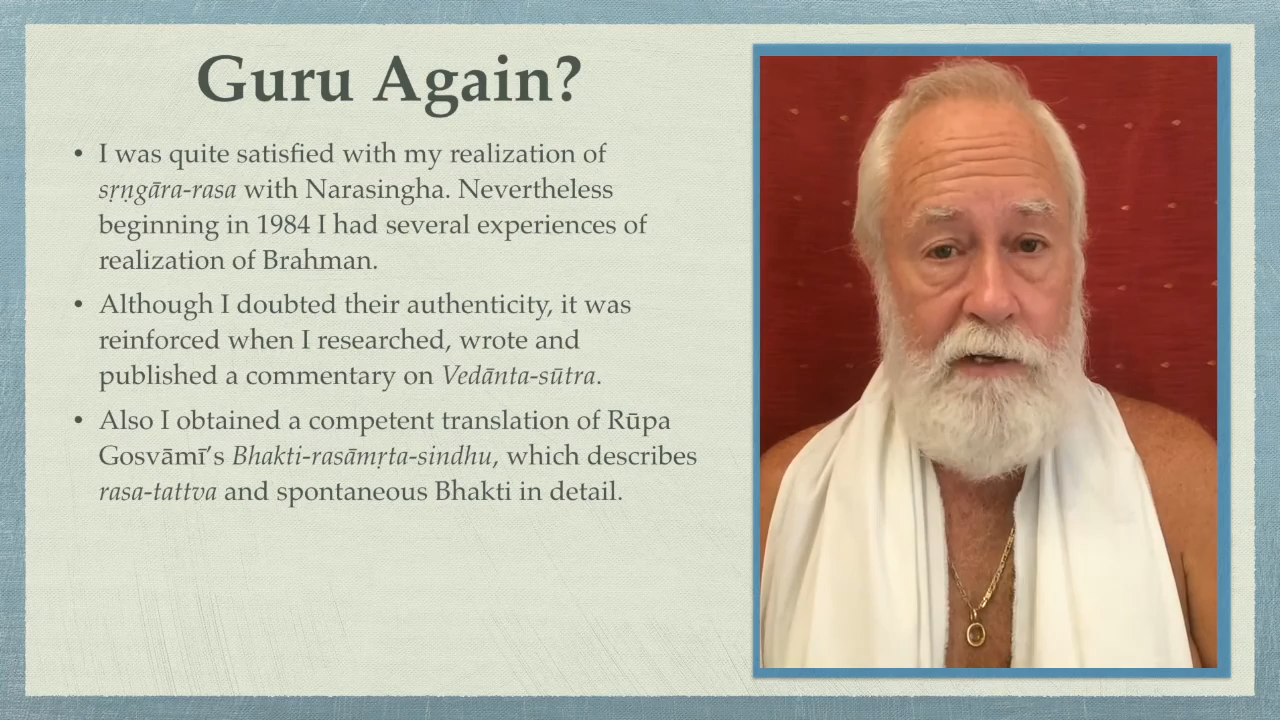 Guru Again?
• I was quite satisfied with my realization of
sṛṇgāra-rasa with Narasingha. Nevertheless
beginning in 1984 I had several experiences of
realization of Brahman.
• Although I doubted their authenticity, it was
reinforced when I researched, wrote and
published a commentary on Vedānta-sūtra.
• Also I obtained a competent translation of Rūpa
Gosvāmī’s Bhakti-rasāmṛta-sindhu, which describes
rasa-tattva and spontaneous Bhakti in detail.